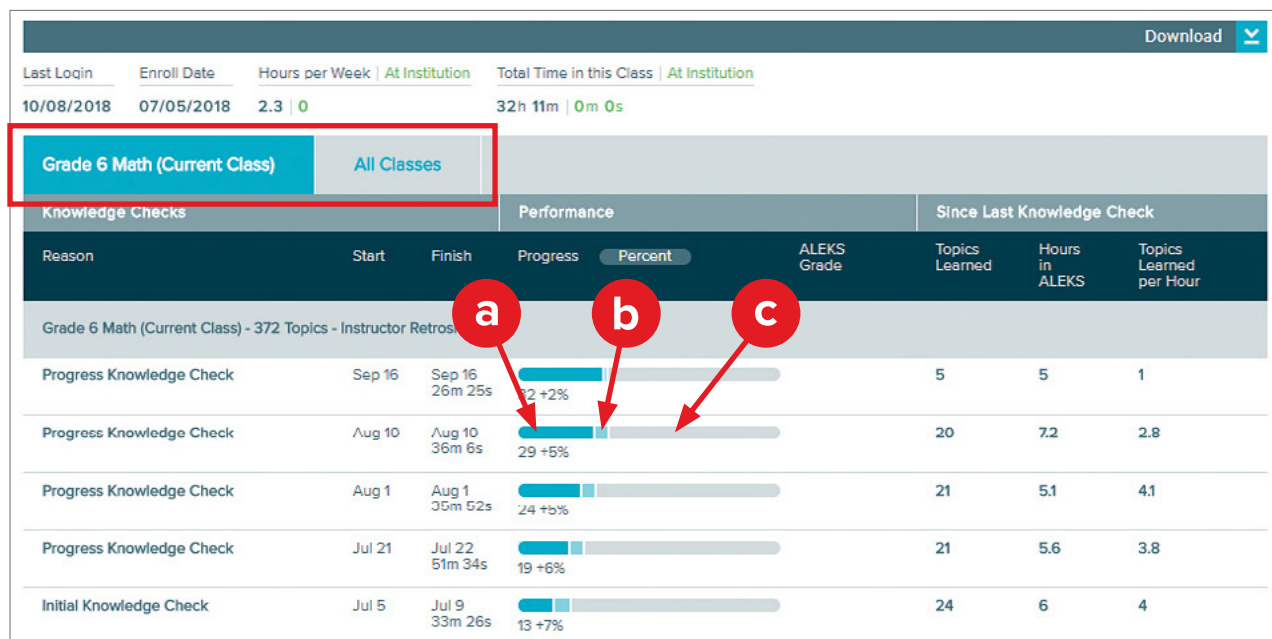 Download
Last Login Enroll Date Hours per Week | At Institution Total Time in this Class | At Institution
10/08/2018 07/05/2018 2.3 | 0 32h 11m | 0m 0s
Grade 6 Math (Current Class) All Classes
Knowledge Checks Performance Since Last Knowledge Check
Reason Start Finish Progress Percent ALEKS Grade Topics Learned Hours in ALEKS Topics Learned per Hour
a b c
Grade 6 Math (Current Class) - 372 Topics - Instructor
Progress Knowledge Check Sep 16 Sep 16 5 5 1
26m 25s +2%
Progress Knowledge Check Aug 10 Aug 10 20 7.2 2.8
36m 6s 29 +5%
Progress Knowledge Check Aug 1 Aug 1 21 5.1 4.1
35m 52s 24 +5%
Progress Knowledge Check Jul 21 Jul 22 21 5.6 3.8
51m 34s 19 +6%
Initial Knowledge Check Jul 5 Jul 9 24 6 4
33m 26s 13 +7%